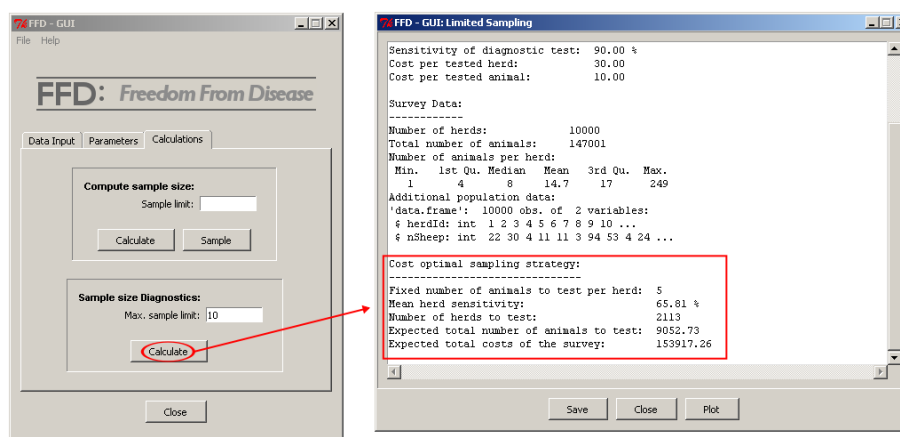 FFD - GUI
File Help
FFD: Freedom From Disease
Data Input Parameters Calculations
Compute sample size:
Sample limit:
Calculate Sample
Sample size Diagnostics:
Max. sample limit: 10
Calculate
Close
FFD - GUI: Limited Sampling
Sensitivity of diagnostic test: 90.00 %
Cost per tested herd: 30.00
Cost per tested animal: 10.00
Survey Data:
------------
Number of herds: 10000
Total number of animals: 147001
Number of animals per herd:
Min. 1st Qu. Median Mean 3rd Qu. Max.
1 4 8 14.7 17 249
Additional population data:
'data.frame': 10000 obs. of 2 variables:
$ herdId: int 1 2 3 4 5 6 7 8 9 10 ...
$ nSheep: int 22 30 4 11 11 3 94 53 4 24 ...
Cost optimal sampling strategy:
-------------------------------
Fixed number of animals to test per herd: 5
Mean herd sensitivity: 65.81 %
Number of herds to test: 2113
Expected total number of animals to test: 9052.73
Expected total costs of the survey: 153917.26
Save Close Plot